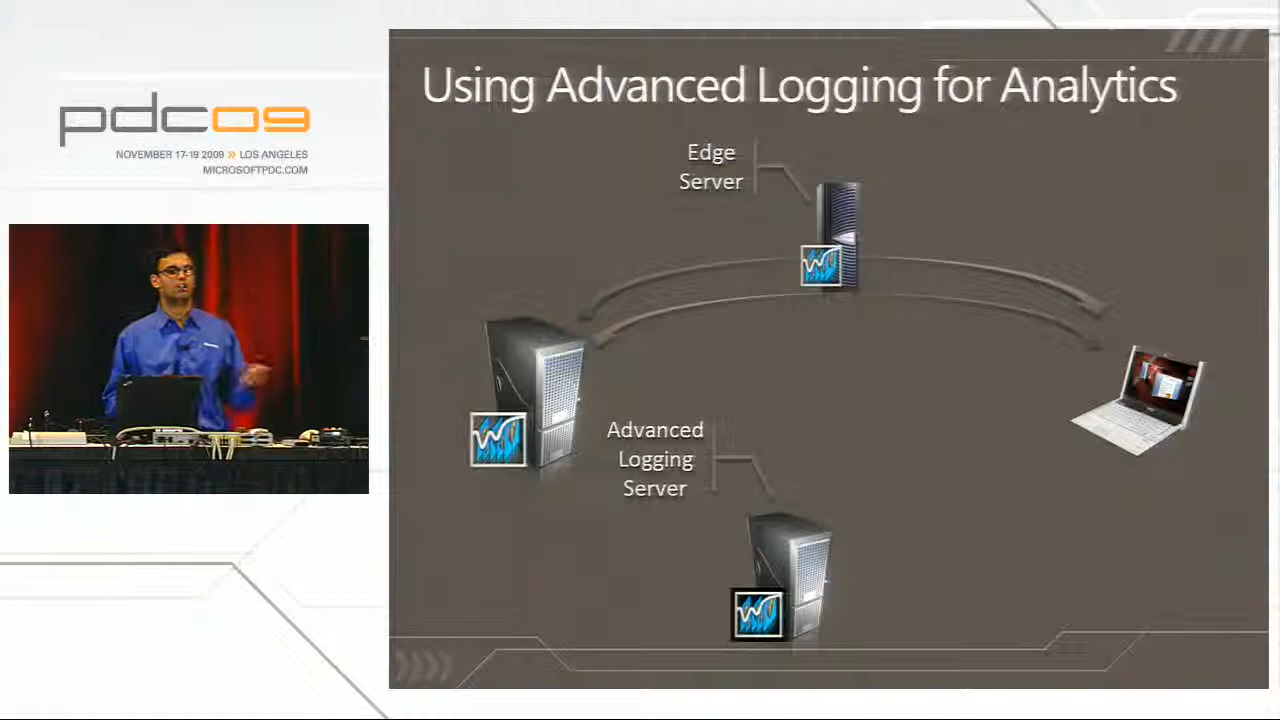 pdc09
NOVEMBER 17-19 2009 » LOS ANGELES
MICROSOFTPDC.COM
Using Advanced Logging for Analytics
Edge
Server
Advanced
Logging
Server